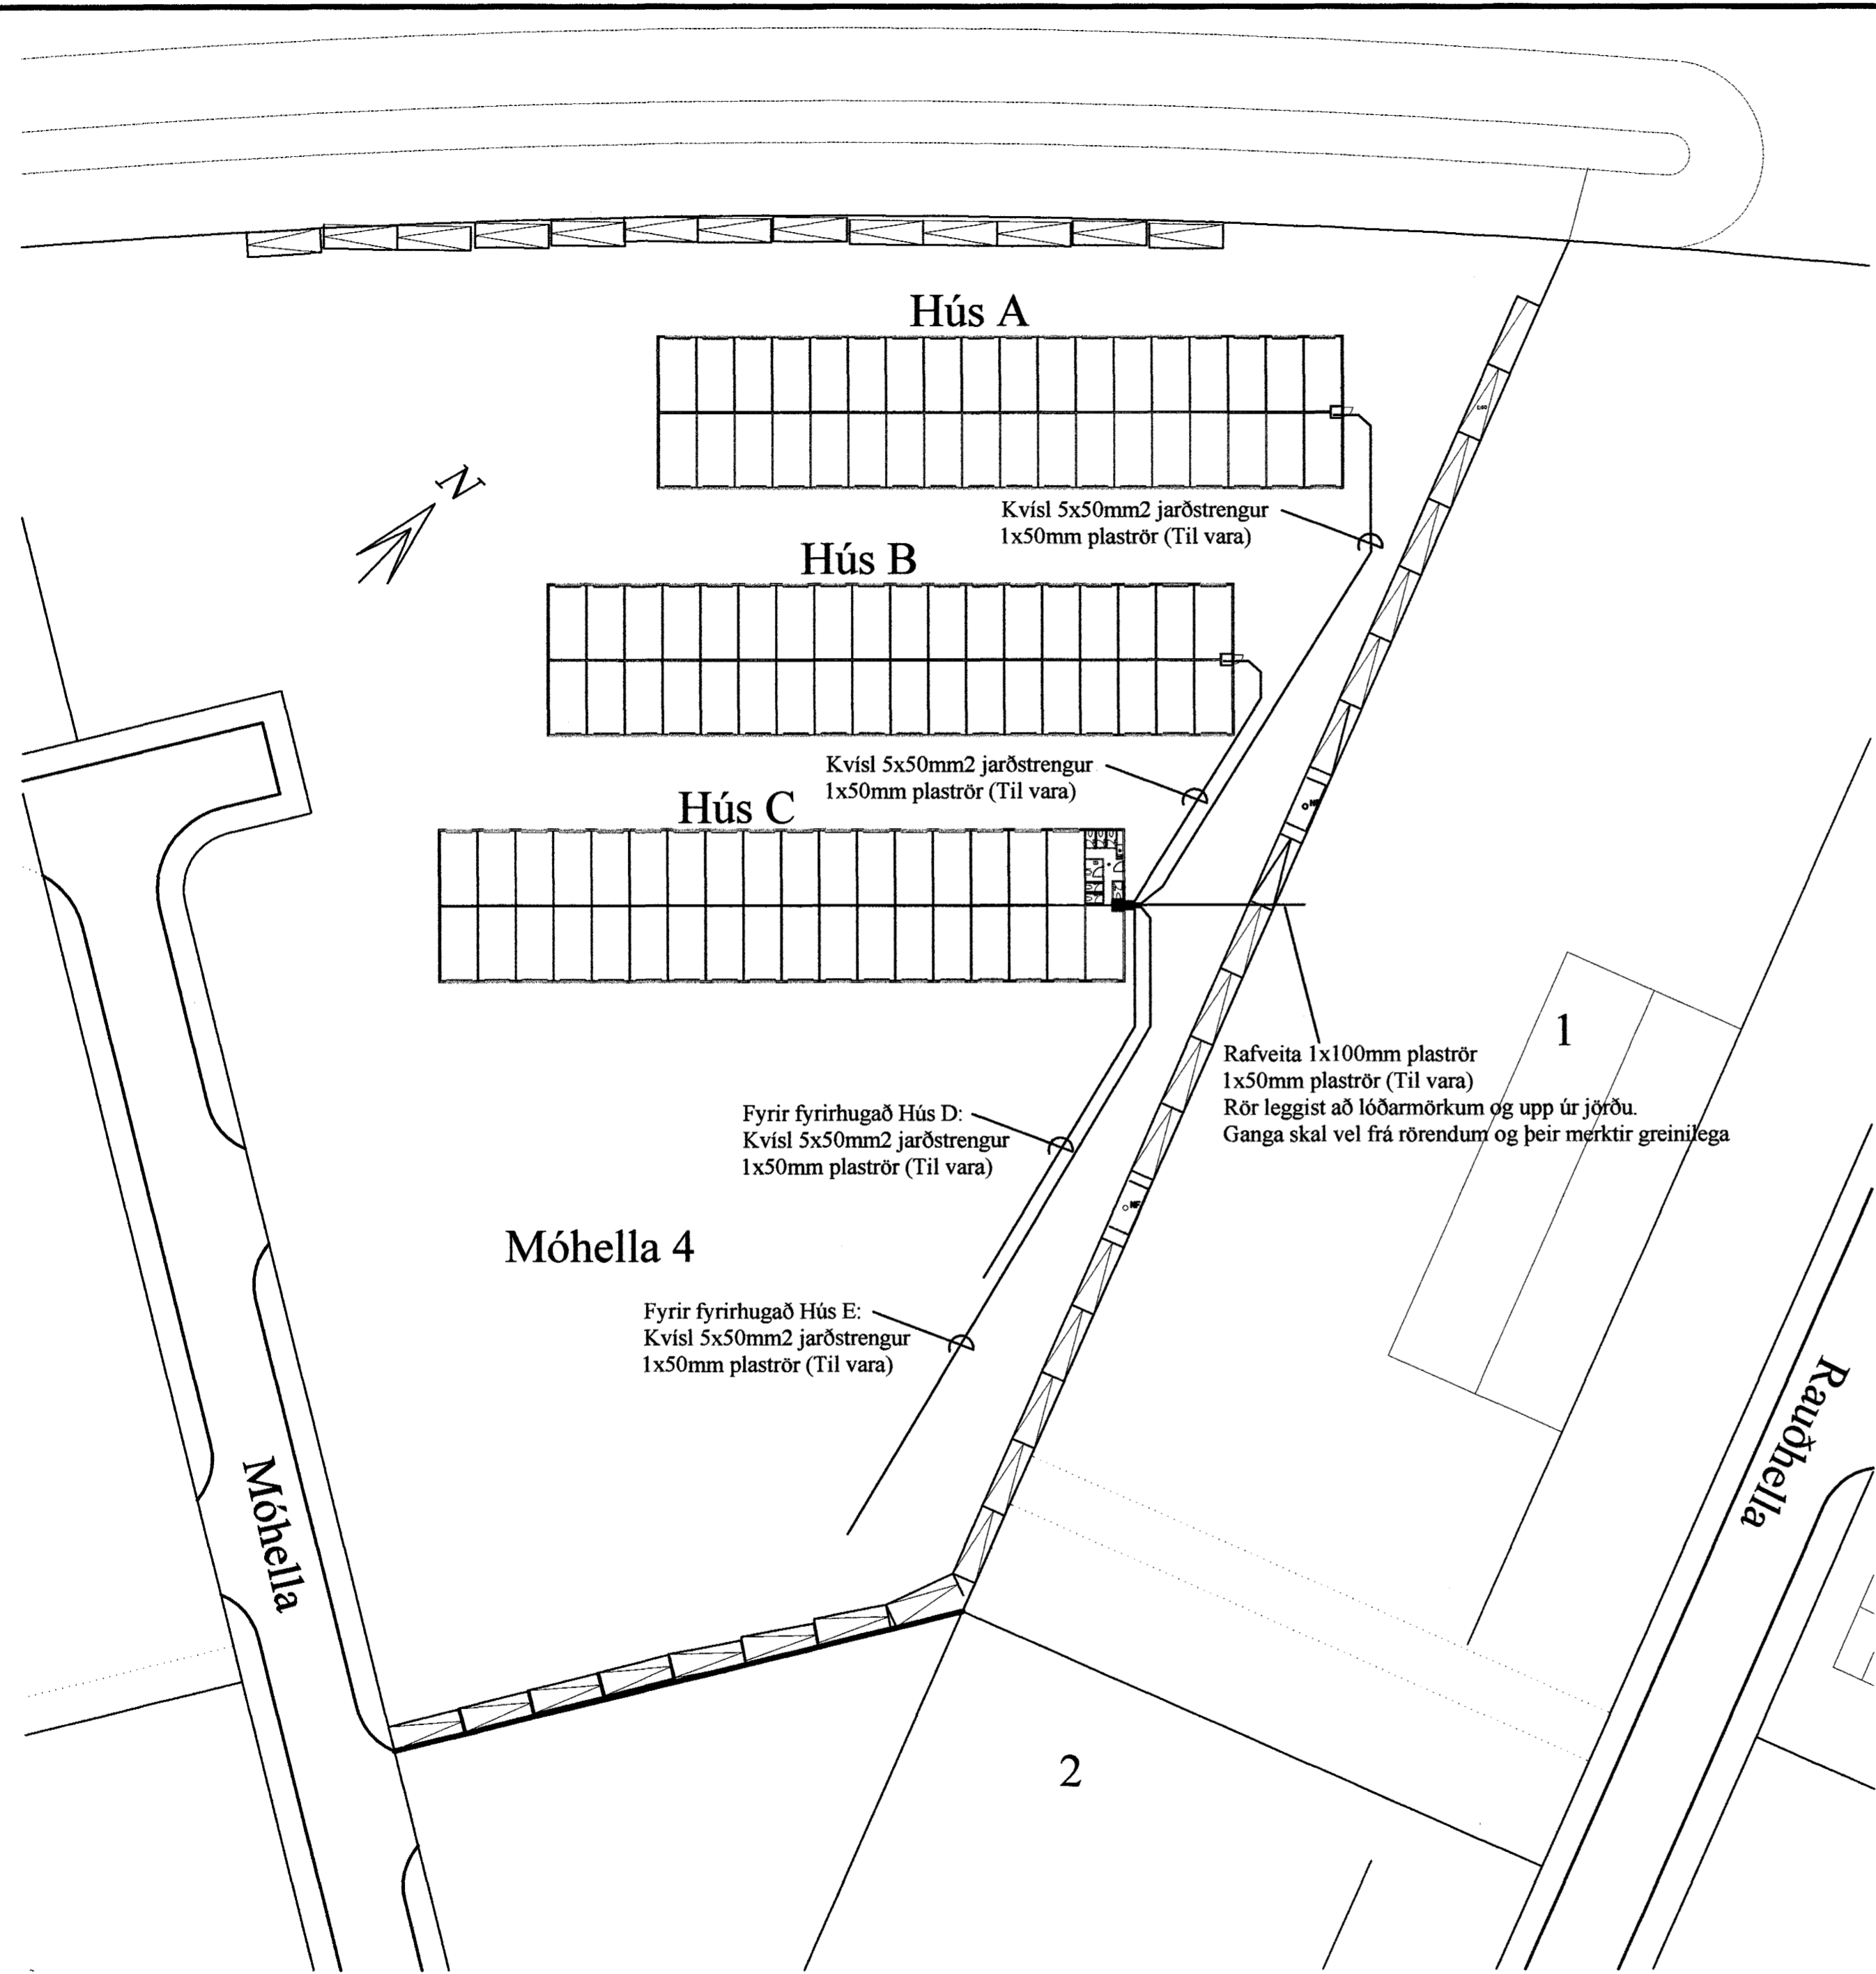 Hús A
N
Kvísl 5x50mm2 jarðstrengur
1x50mm plaströr (Til vara)
Hús B
Kvísl 5x50mm2 jarðstrengur
1x50mm plaströr (Til vara)
Hús C
NF
1
Rafveita 1x100mm plaströr
1x50mm plaströr (Til vara)
Rör leggist að lóðarmörkum og upp úr jörðu.
Ganga skal vel frá rörendum og þeir merktir greinilega
Fyrir fyrirhugað Hús D:
Kvísl 5x50mm2 jarðstrengur
1x50mm plaströr (Til vara)
NF
Móhella 4
Fyrir fyrirhugað Hús E:
Kvísl 5x50mm2 jarðstrengur
1x50mm plaströr (Til vara)
Rauðhella
Móhella
2